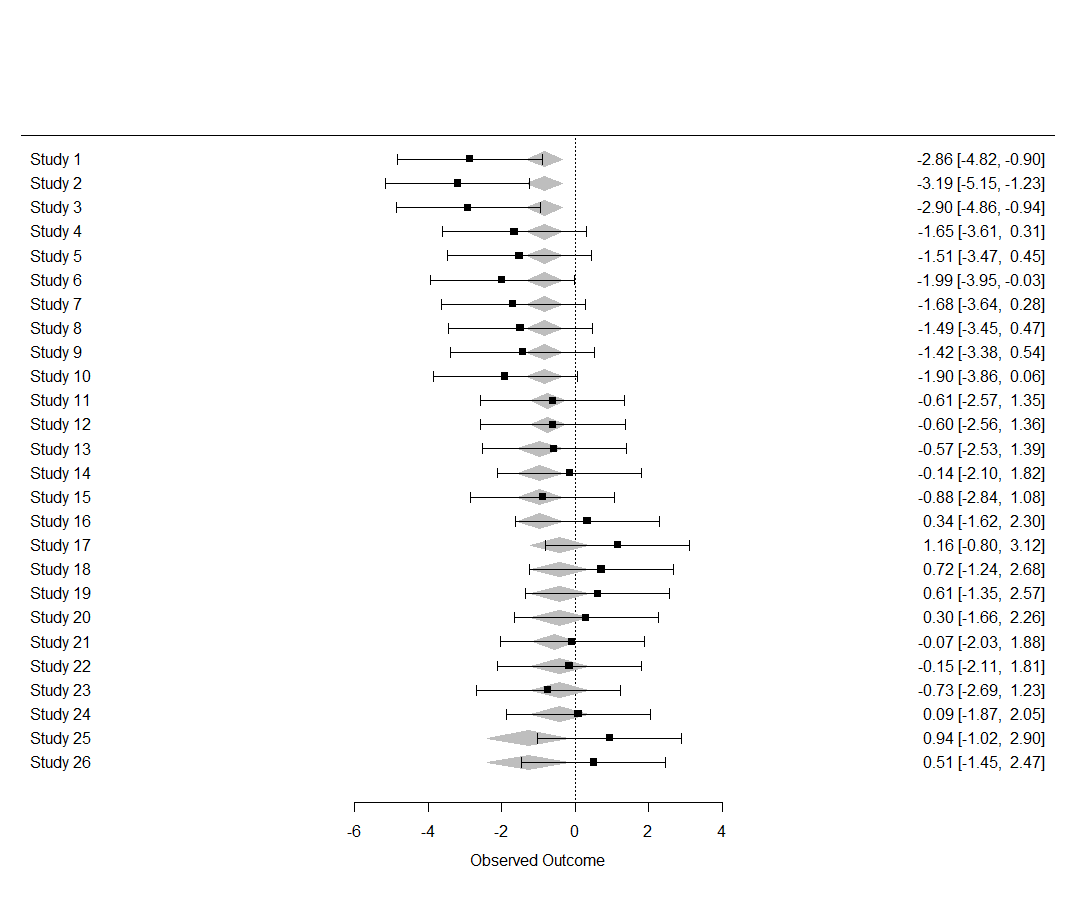 Study 1 -2.86 [-4.82, -0.90]
Study 2 -3.19 [-5.15, -1.23]
Study 3 -2.90 [-4.86, -0.94]
Study 4 -1.65 [-3.61, 0.31]
Study 5 -1.51 [-3.47, 0.45]
Study 6 -1.99 [-3.95, -0.03]
Study 7 -1.68 [-3.64, 0.28]
Study 8 -1.49 [-3.45, 0.47]
Study 9 -1.42 [-3.38, 0.54]
Study 10 -1.90 [-3.86, 0.06]
Study 11 -0.61 [-2.57, 1.35]
Study 12 -0.60 [-2.56, 1.36]
Study 13 -0.57 [-2.53, 1.39]
Study 14 -0.14 [-2.10, 1.82]
Study 15 -0.88 [-2.84, 1.08]
Study 16 0.34 [-1.62, 2.30]
Study 17 1.16 [-0.80, 3.12]
Study 18 0.72 [-1.24, 2.68]
Study 19 0.61 [-1.35, 2.57]
Study 20 0.30 [-1.66, 2.26]
Study 21 -0.07 [-2.03, 1.88]
Study 22 -0.15 [-2.11, 1.81]
Study 23 -0.73 [-2.69, 1.23]
Study 24 0.09 [-1.87, 2.05]
Study 25 0.94 [-1.02, 2.90]
Study 26 0.51 [-1.45, 2.47]
-6 -4 -2 0 2 4
Observed Outcome